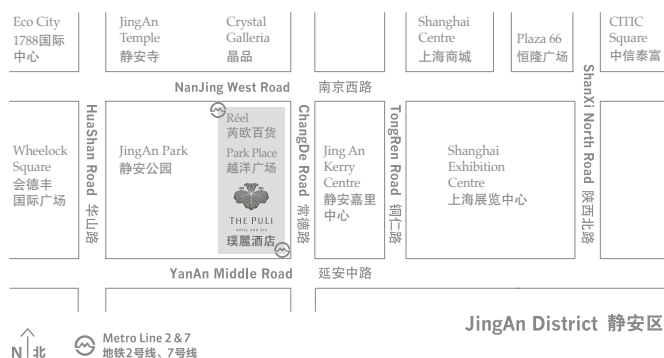 Eco City
1788国际
中心
JingAn
Temple
静安寺
Crystal
Galleria
晶品
Shanghai
Centre
上海商城
Plaza 66
恒隆广场
CITIC
Square
中信泰富
NanJing West Road 南京西路
HuaShan Road 华山路
ChangDe Road 常德路
TongRen Road 铜仁路
ShanXi North Road 陕西北路
Wheelock
Square
会德丰
国际广场
JingAn Park
静安公园
Réel
芮欧百货
Park Place
越洋广场
THE PULI
HOTEL AND SPA
璞麗酒店
Jing An
Kerry
Centre
静安嘉里
中心
Shanghai
Exhibition
Centre
上海展览中心
YanAn Middle Road 延安中路
JingAn District 静安区
N 北
Metro Line 2 & 7
地铁2号线、7号线